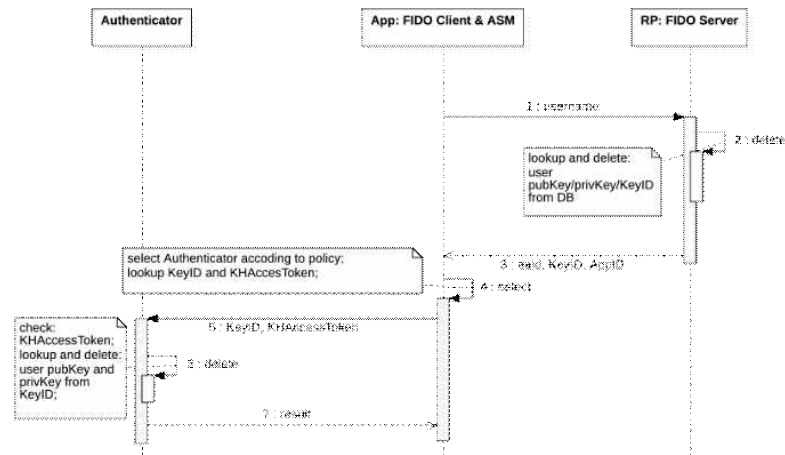 Authenticator
App: FIDO Client & ASM
RP: FIDO Server
1 : username
2 : delete
lookup and delete:
user
pubKey/privKey/KeyID
from DB
3 : aaid, KeyID, AppID
select Authenticator accoding to policy;
lookup KeyID and KHAccesToken;
4 : select
5 : KeyID, KHAccessToken
check:
KHAccessToken;
lookup and delete:
user pubKey and
privKey from
KeyID;
: delete
7 : result